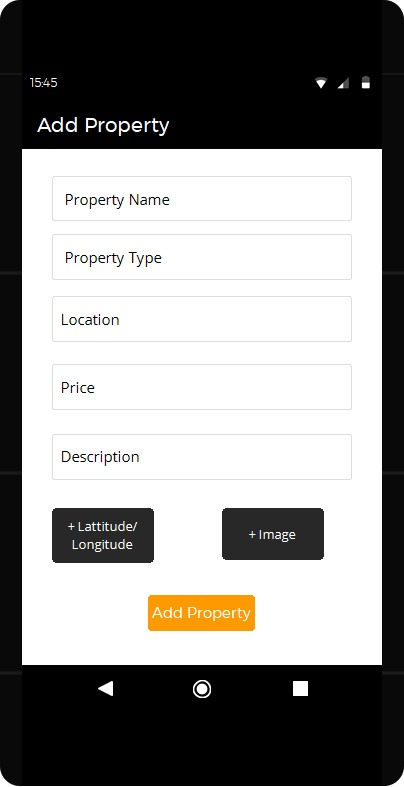 15:45
Add Property
Property Name
Property Type
Location
Price
Description
+ Lattitude/
Longitude
+ Image
Add Property